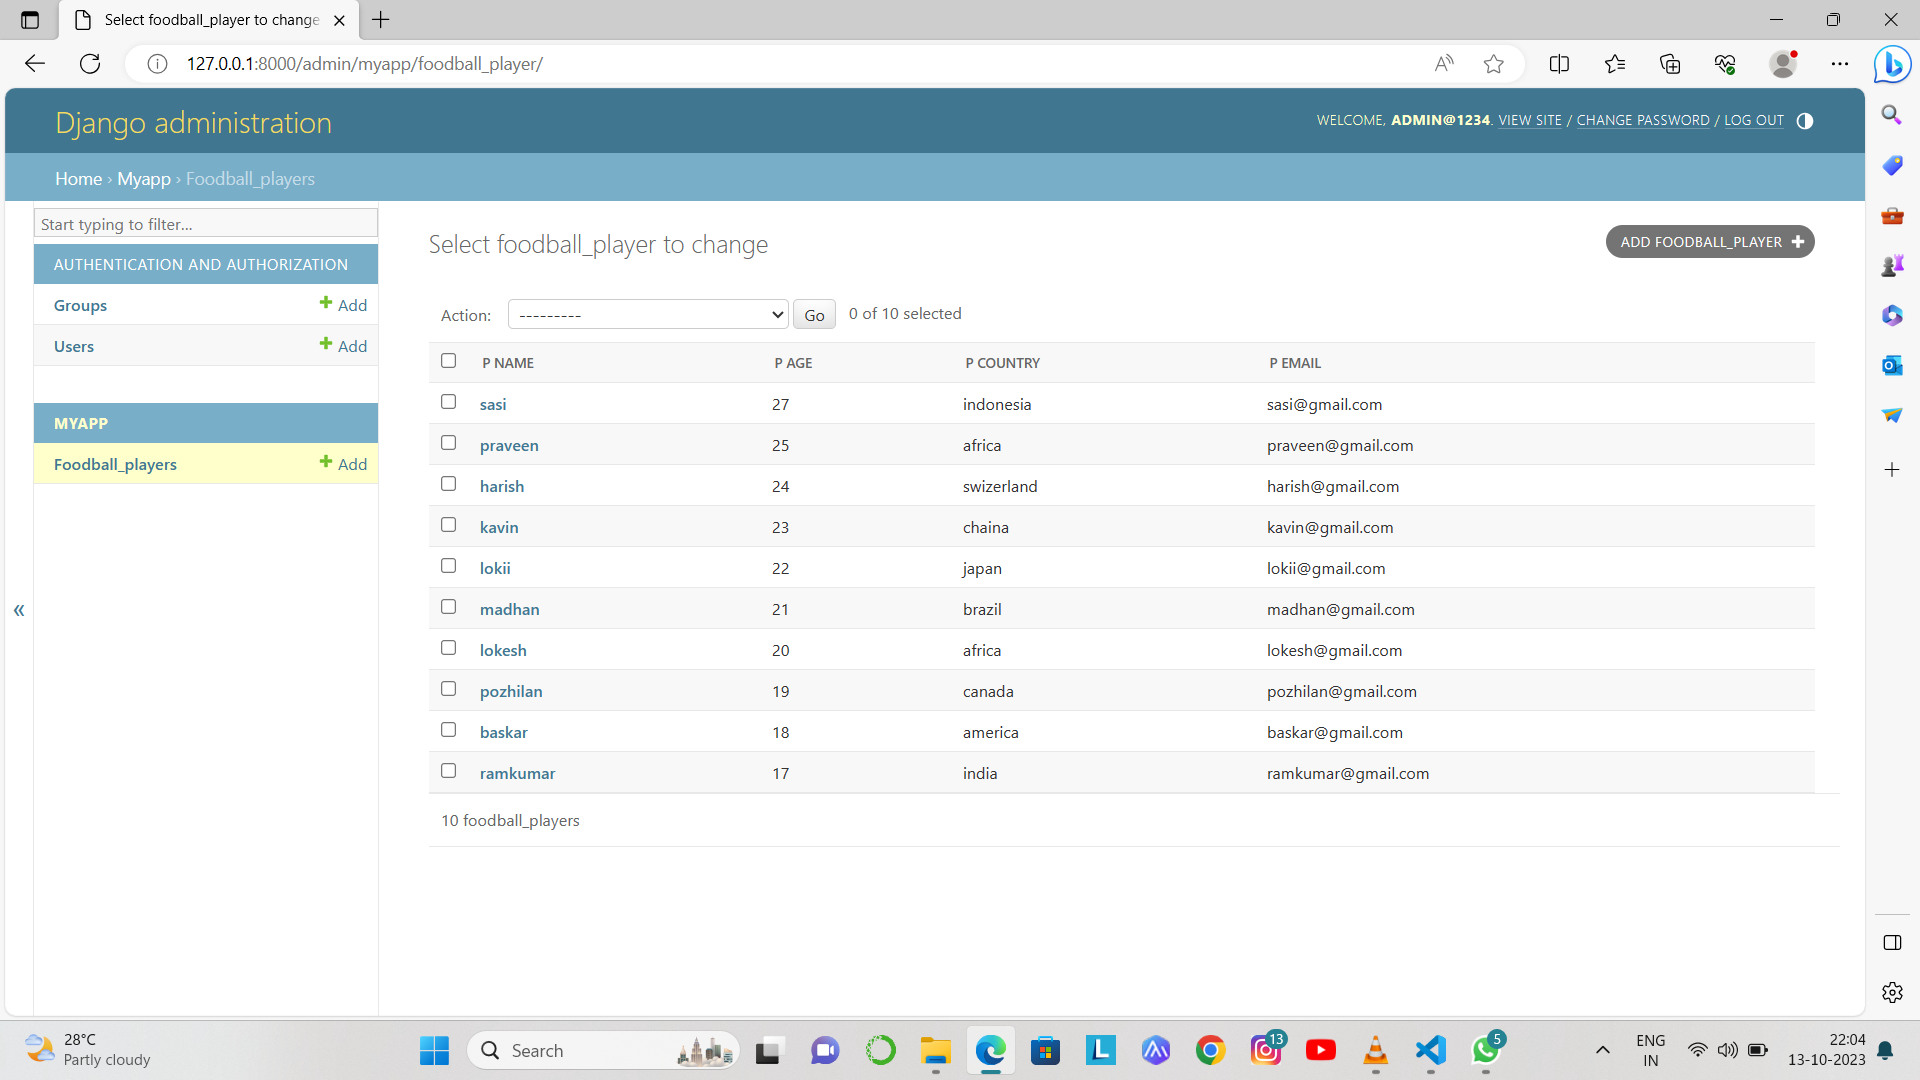 Select foodball_player to change
127.0.0.1:8000/admin/myapp/foodball_player/
Django administration
WELCOME, ADMIN@1234. VIEW SITE / CHANGE PASSWORD / LOG OUT
Home › Myapp › Foodball_players
Start typing to filter...
AUTHENTICATION AND AUTHORIZATION
Groups + Add
Users + Add
MYAPP
Foodball_players + Add
«
Select foodball_player to change
ADD FOODBALL_PLAYER +
Action: --------- Go 0 of 10 selected
P NAME P AGE P COUNTRY P EMAIL
sasi 27 indonesia sasi@gmail.com
praveen 25 africa praveen@gmail.com
harish 24 swizerland harish@gmail.com
kavin 23 chaina kavin@gmail.com
lokii 22 japan lokii@gmail.com
madhan 21 brazil madhan@gmail.com
lokesh 20 africa lokesh@gmail.com
pozhilan 19 canada pozhilan@gmail.com
baskar 18 america baskar@gmail.com
ramkumar 17 india ramkumar@gmail.com
10 foodball_players
28°C
Partly cloudy
Search
L
13
5
ENG
IN
22:04
13-10-2023